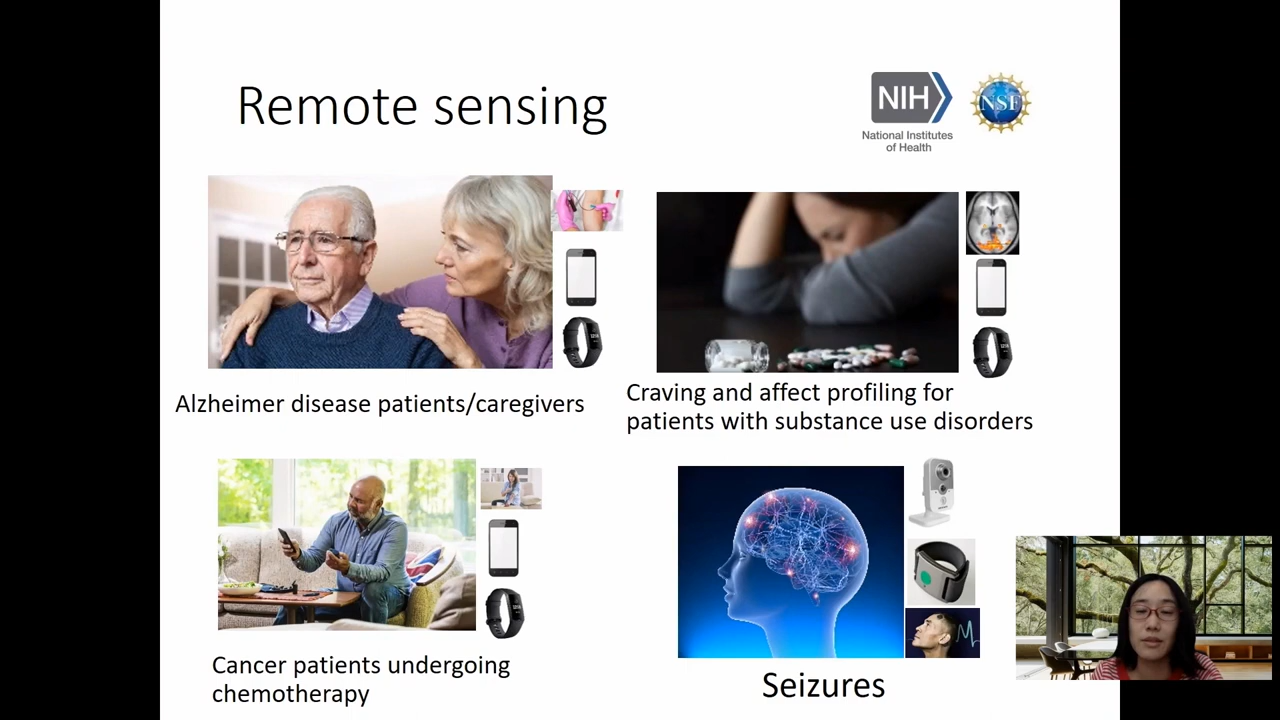 Remote sensing
NIH
National Institutes
of Health
NSF
Alzheimer disease patients/caregivers
Craving and affect profiling for
patients with substance use disorders
Cancer patients undergoing
chemotherapy
Seizures